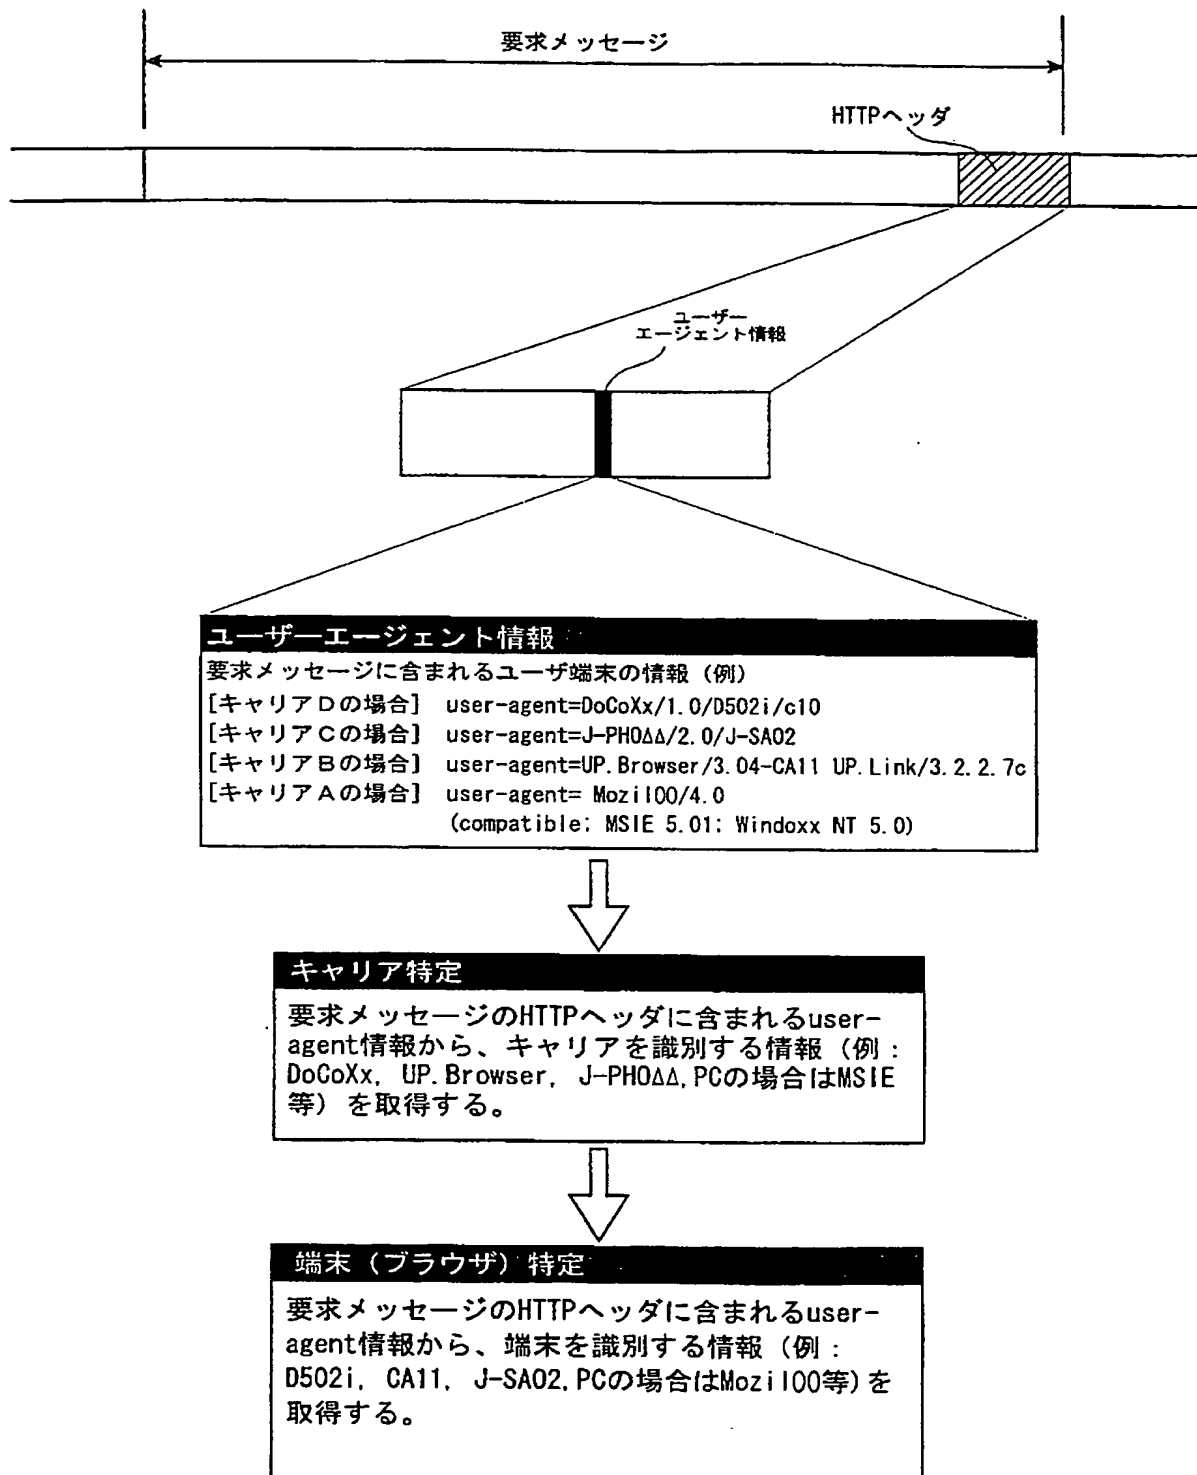 要求メッセージ
HTTPヘッダ
ユーザー
エージェント情報
ユーザーエージェント情報
要求メッセージに含まれるユーザ端末の情報（例）
[キャリアDの場合] user-agent=DoCoXx/1.0/D502i/c10
[キャリアCの場合] user-agent=J-PHOΔΔ/2.0/J-SA02
[キャリアBの場合] user-agent=UP.Browser/3.04-CA11 UP.Link/3.2.2.7c
[キャリアAの場合] user-agent= MozilOO/4.0
(compatible; MSIE 5.01; Windoxx NT 5.0)
キャリア特定
要求メッセージのHTTPヘッダに含まれるuser-
agent情報から、キャリアを識別する情報（例：
DoCoXx, UP.Browser, J-PHOΔΔ,PCの場合はMSIE
等）を取得する。
端末（ブラウザ）特定
要求メッセージのHTTPヘッダに含まれるuser-
agent情報から、端末を識別する情報（例：
D502i, CA11, J-SA02,PCの場合はMozilOO等)を
取得する。